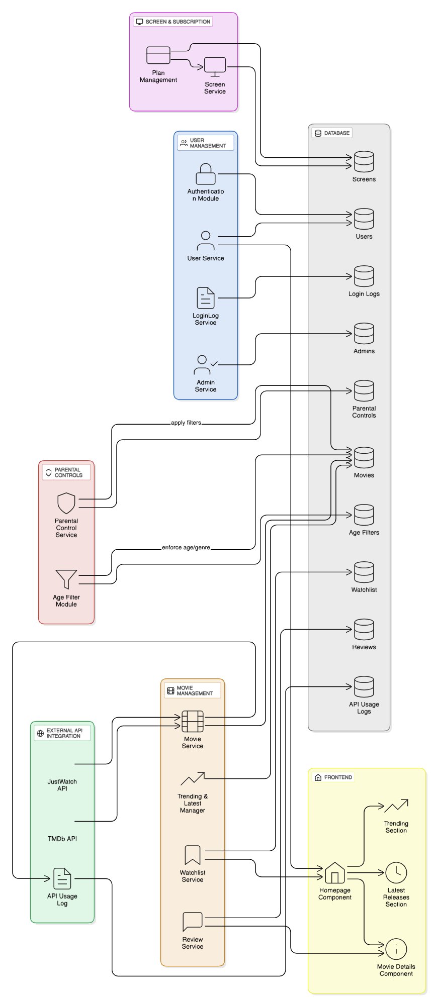 SCREEN & SUBSCRIPTION
Plan
Management
Screen
Service
DATABASE
USER
MANAGEMENT
Screens
Authenticatio
n Module
Users
User Service
Login Logs
LoginLog
Service
Admins
Admin
Service
Parental
Controls
apply filters
PARENTAL
CONTROLS
Movies
Parental
Control
Service
Age Filters
enforce age/genre
Watchlist
Age Filter
Module
Reviews
MOVIE
MANAGEMENT
API Usage
Logs
EXTERNAL API
INTEGRATION
Movie
Service
JustWatch
API
FRONTEND
Trending &
Latest
Manager
Trending
Section
TMDb API
Watchlist
Service
Homepage
Component
Latest
Releases
Section
API Usage
Log
Review
Service
Movie Details
Component